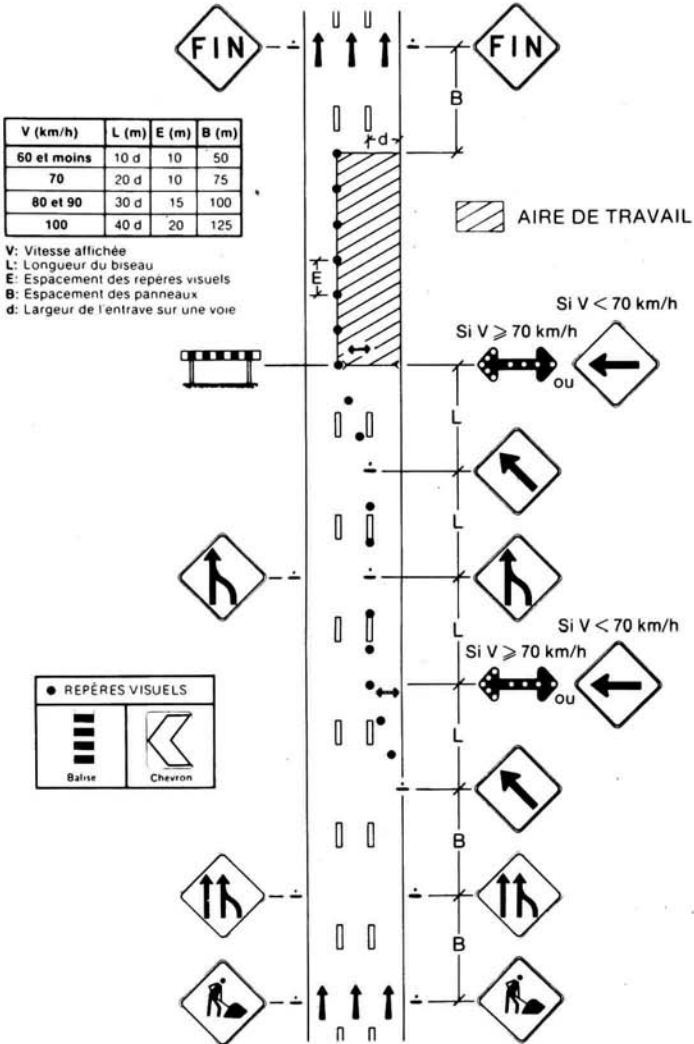 FIN
FIN
B
d
V (km/h) L (m) E (m) B (m)
60 et moins 10 d 10 50
70 20 d 10 75
80 et 90 30 d 15 100
100 40 d 20 125
V: Vitesse affichée
L: Longueur du biseau
E: Espacement des repères visuels
B: Espacement des panneaux
d: Largeur de l'entrave sur une voie
AIRE DE TRAVAIL
E
Si V < 70 km/h
Si V ⩾ 70 km/h
ou
L
L
L
Si V < 70 km/h
Si V ⩾ 70 km/h
ou
REPÈRES VISUELS
Balise Chevron
L
B
B